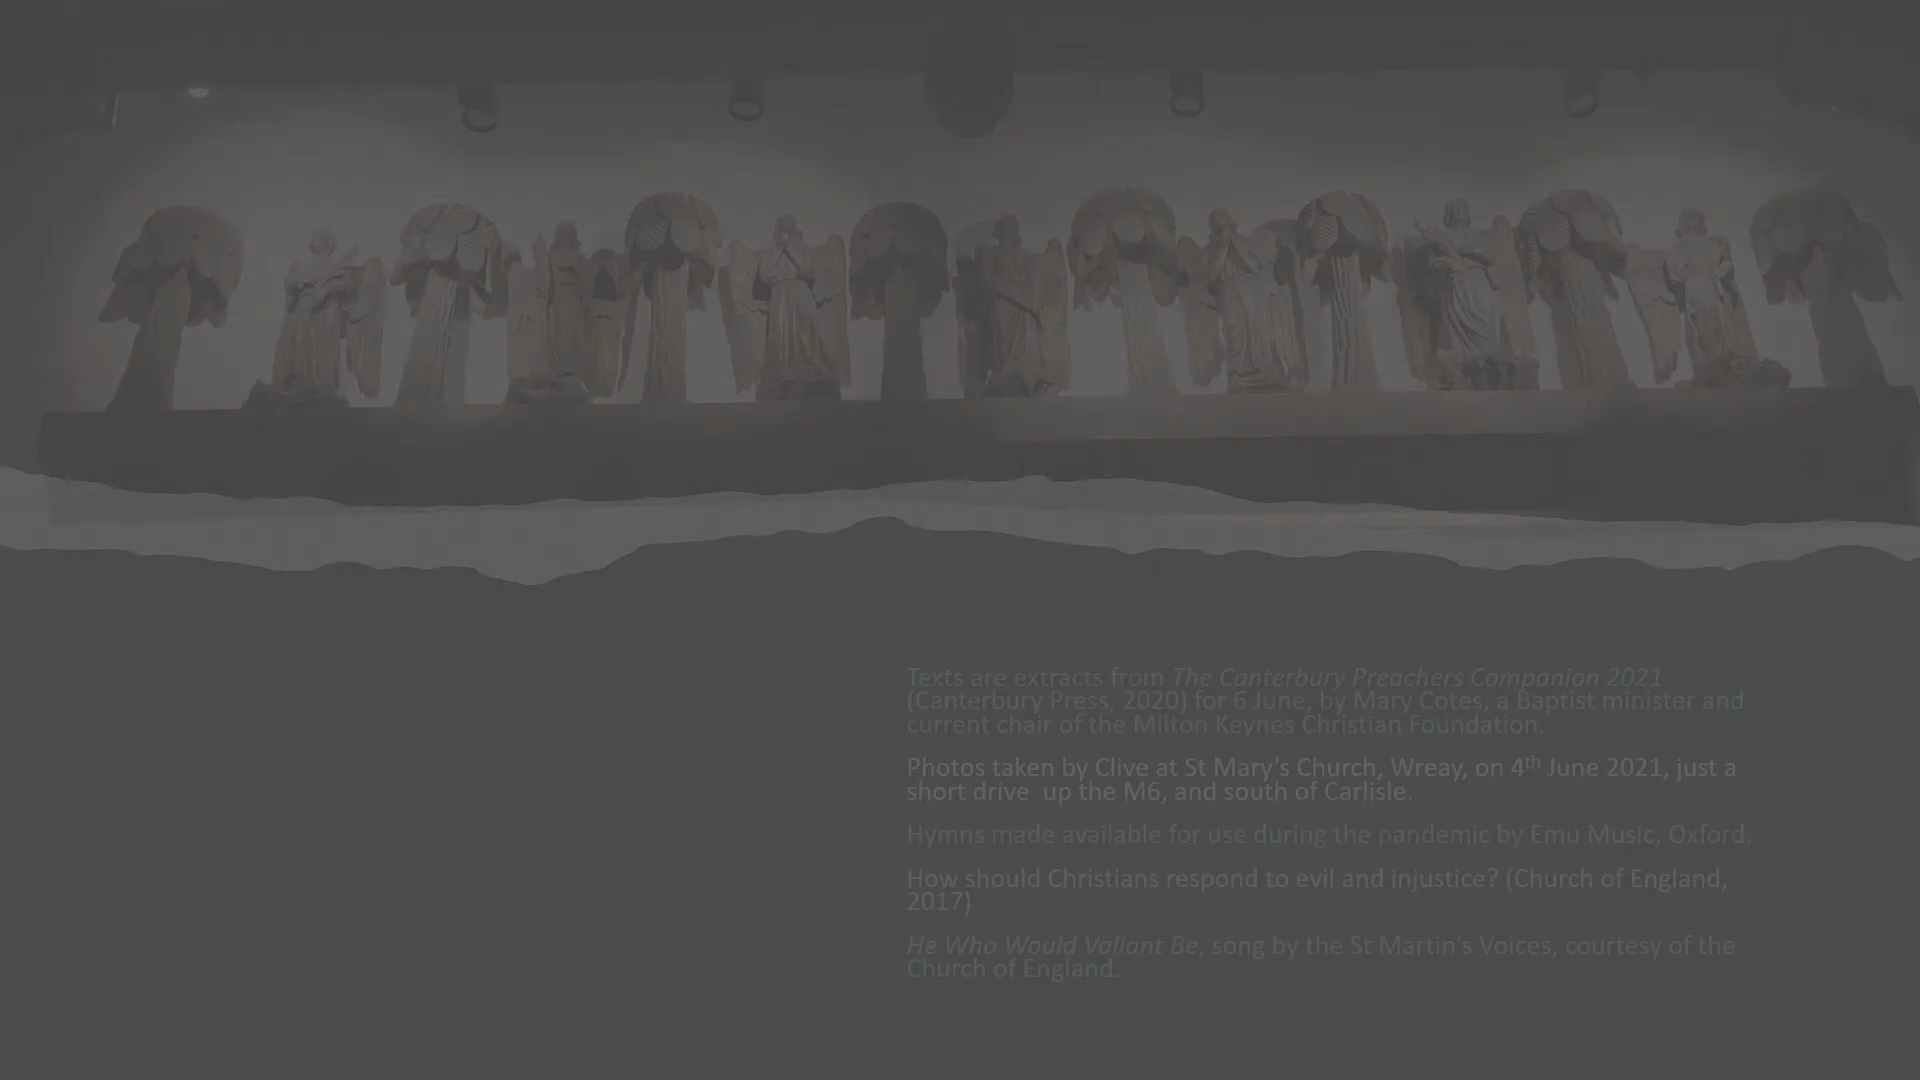 Texts are extracts from The Canterbury Preachers Companion 2021
(Canterbury Press, 2020) for 6 June, by Mary Cotes, a Baptist minister and
current chair of the Milton Keynes Christian Foundation.
Photos taken by Clive at St Mary’s Church, Wreay, on 4th June 2021, just a
short drive  up the M6, and south of Carlisle.
Hymns made available for use during the pandemic by Emu Music, Oxford.
How should Christians respond to evil and injustice? (Church of England,
2017)
He Who Would Valiant Be, song by the St Martin’s Voices, courtesy of the
Church of England.